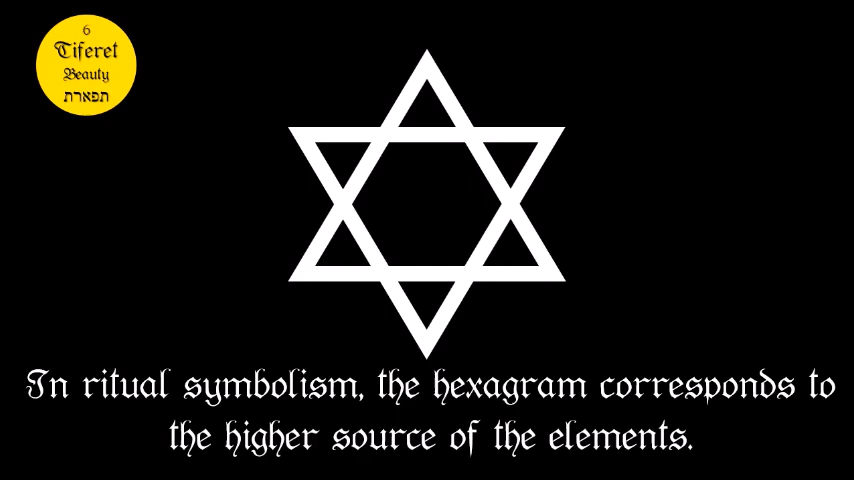 6
Tiferet
Beauty
תפארת
In ritual symbolism, the hexagram corresponds to
the higher source of the elements.